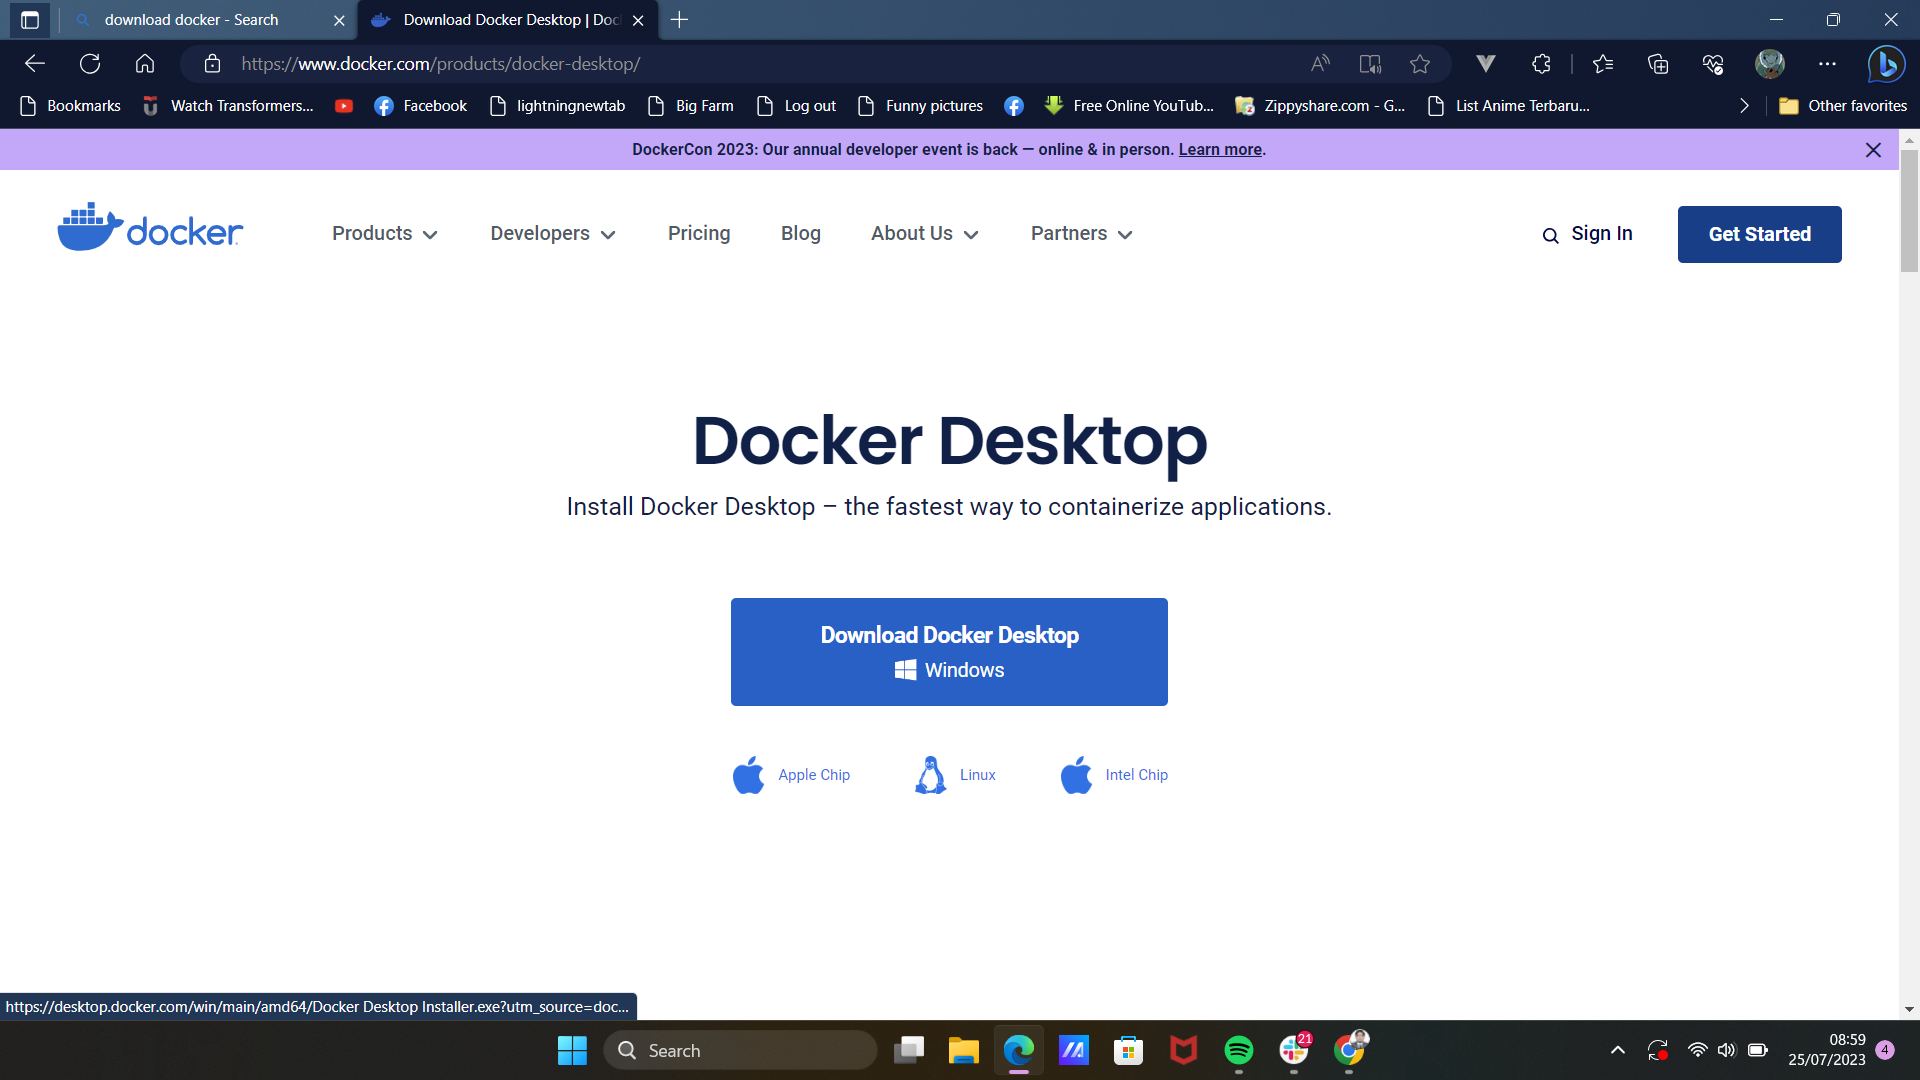 download docker - Search
Download Docker Desktop | Doc
https://www.docker.com/products/docker-desktop/
Bookmarks
Watch Transformers...
Facebook
lightningnewtab
Big Farm
Log out
Funny pictures
Free Online YouTub...
Zippyshare.com - G...
List Anime Terbaru...
Other favorites
DockerCon 2023: Our annual developer event is back — online & in person. Learn more.
docker
Products
Developers
Pricing
Blog
About Us
Partners
Sign In
Get Started
Docker Desktop
Install Docker Desktop – the fastest way to containerize applications.
Download Docker Desktop
Windows
Apple Chip
Linux
Intel Chip
https://desktop.docker.com/win/main/amd64/Docker Desktop Installer.exe?utm_source=doc...
Search
21
08:59
25/07/2023
4